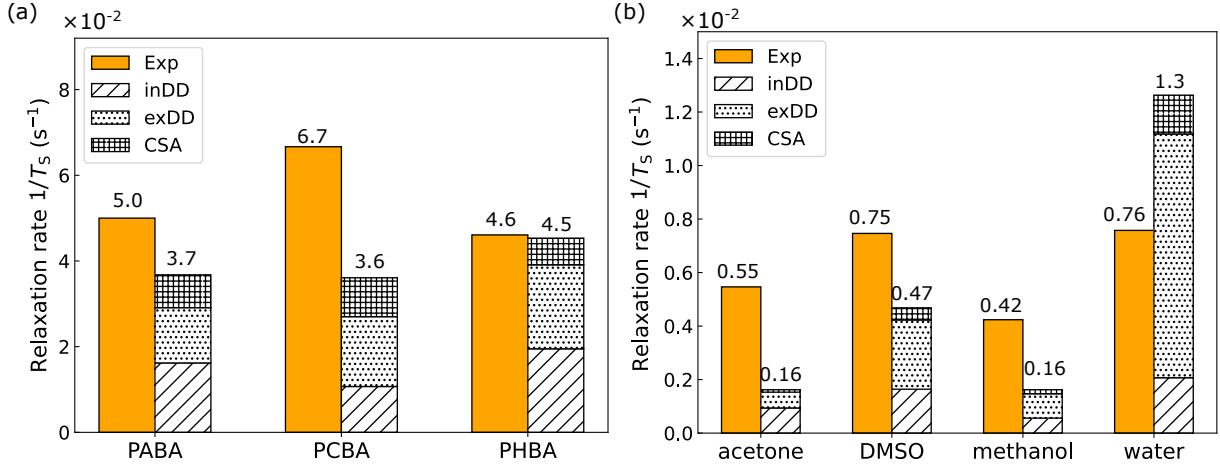 (a)
×10⁻²
Relaxation rate 1/T_S (s⁻¹)
8
6
4
2
0
Exp
inDD
exDD
CSA
5.0
3.7
6.7
3.6
4.6
4.5
PABA
PCBA
PHBA
(b)
×10⁻²
Relaxation rate 1/T_S (s⁻¹)
1.4
1.2
1.0
0.8
0.6
0.4
0.2
0.0
Exp
inDD
exDD
CSA
0.55
0.16
0.75
0.47
0.42
0.16
0.76
1.3
acetone
DMSO
methanol
water